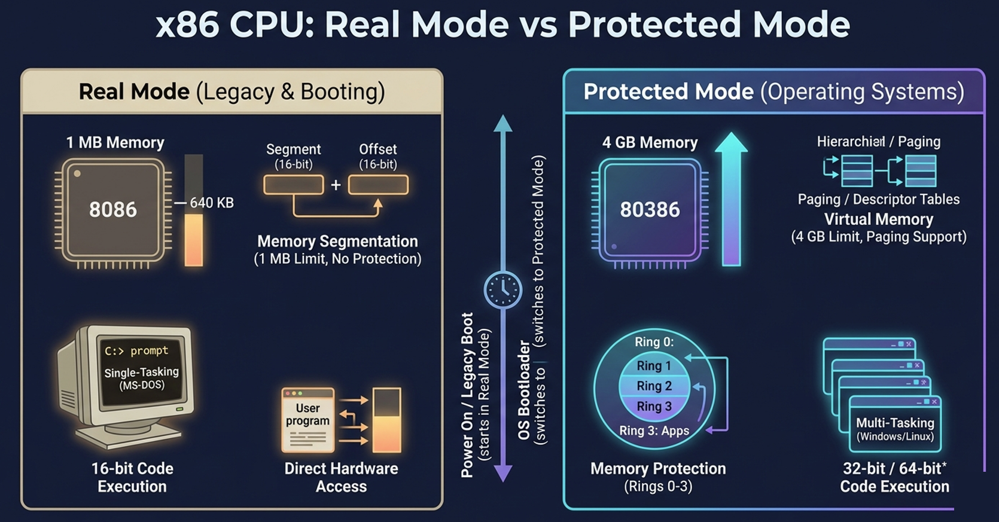 x86 CPU: Real Mode vs Protected Mode
Real Mode (Legacy & Booting)
1 MB Memory
8086
640 KB
Segment
(16-bit)
+
Offset
(16-bit)
Memory Segmentation
(1 MB Limit, No Protection)
C:> prompt
Single-Tasking
(MS-DOS)
16-bit Code
Execution
User
program
Direct Hardware
Access
Power On / Legacy Boot
(starts in Real Mode)
OS Bootloader
(switches to | (switches to Protected Mode)
Protected Mode (Operating Systems)
4 GB Memory
80386
/ Paging
Paging / Descriptor Tables
Virtual Memory
(4 GB Limit, Paging Support)
Ring 0:
Ring 1
Ring 2
Ring 3
Ring 3: Apps
Memory Protection
(Rings 0-3)
Multi-Tasking
(Windows/Linux)
32-bit / 64-bit*
Code Execution